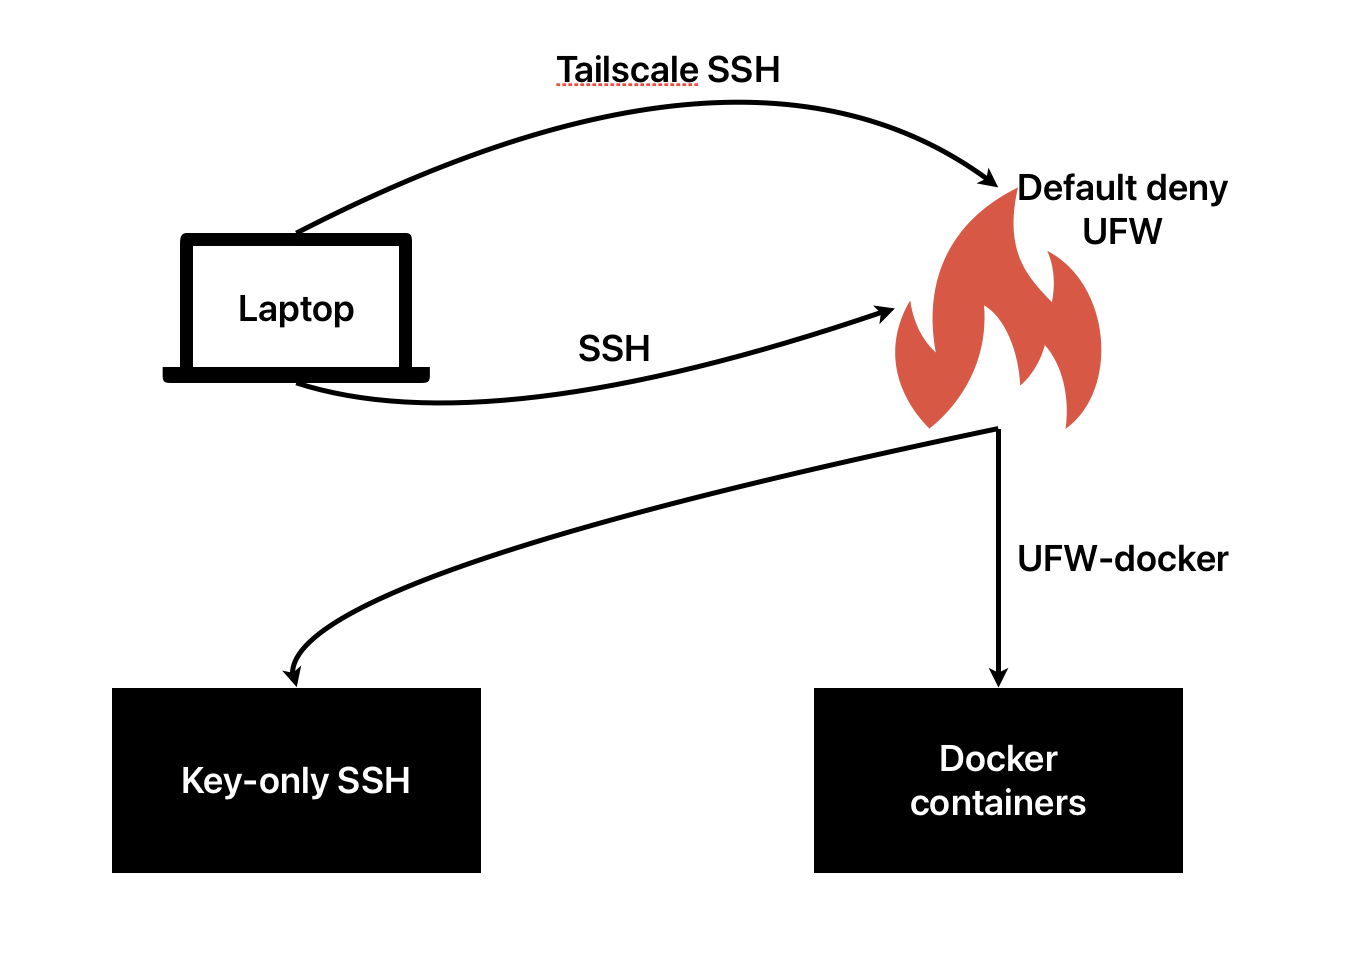 Tailscale SSH
Default deny
UFW
Laptop
SSH
UFW-docker
Key-only SSH
Docker
containers